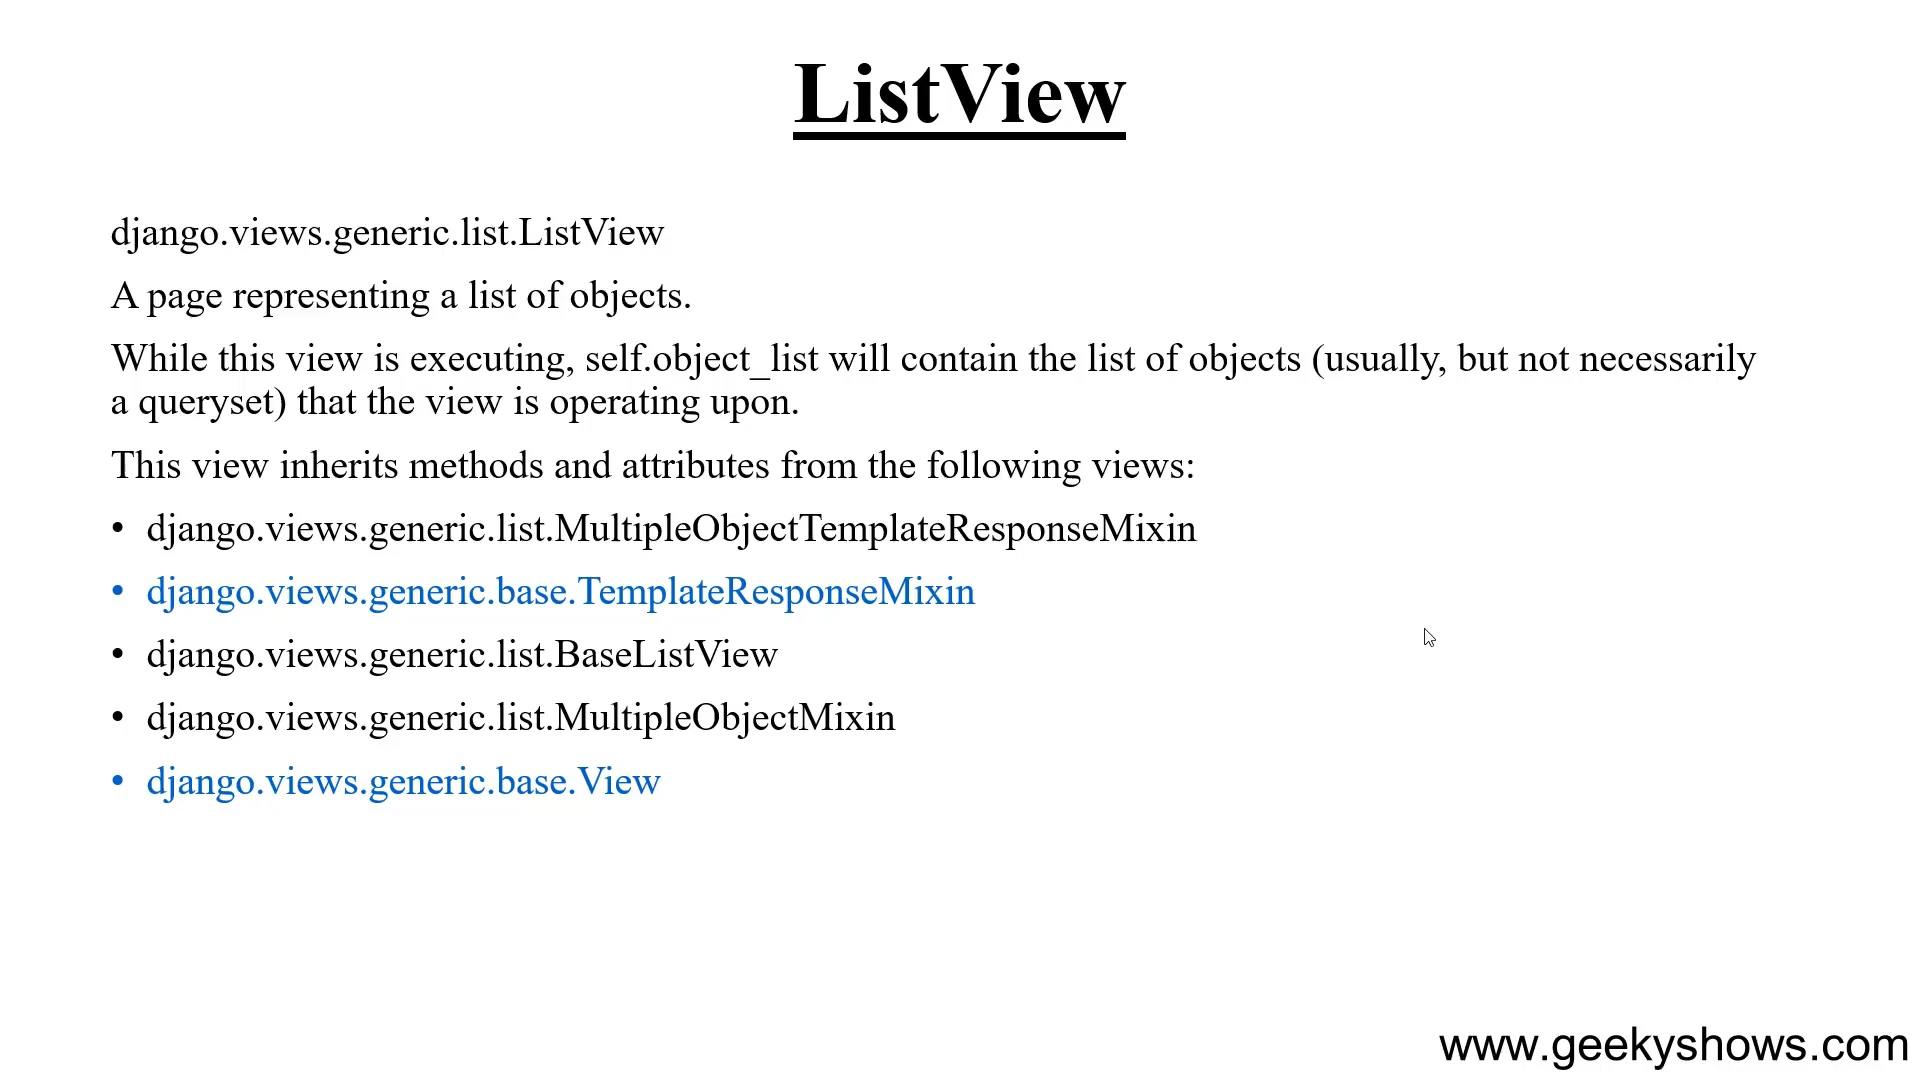 ListView
django.views.generic.list.ListView
A page representing a list of objects.
While this view is executing, self.object_list will contain the list of objects (usually, but not necessarily
a queryset) that the view is operating upon.
This view inherits methods and attributes from the following views:
• django.views.generic.list.MultipleObjectTemplateResponseMixin
• django.views.generic.base.TemplateResponseMixin
• django.views.generic.list.BaseListView
• django.views.generic.list.MultipleObjectMixin
• django.views.generic.base.View
www.geekyshows.com